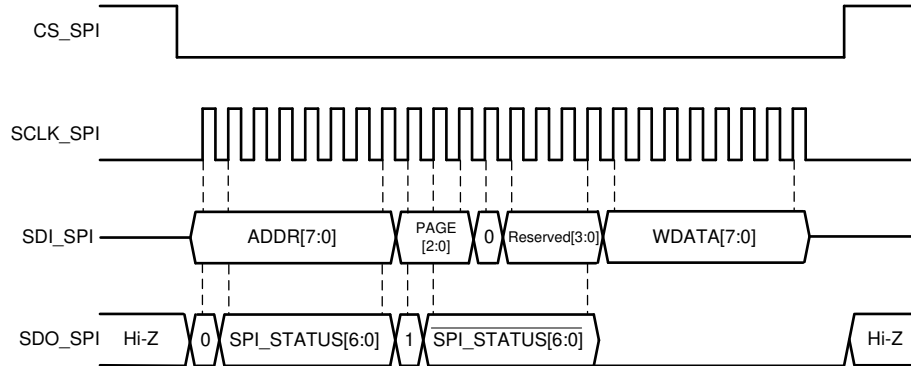 CS_SPI
SCLK_SPI
SDI_SPI
ADDR[7:0]
PAGE
[2:0]
0
Reserved[3:0]
WDATA[7:0]
SDO_SPI
Hi-Z
0
SPI_STATUS[6:0]
1
SPI_STATUS[6:0]
Hi-Z